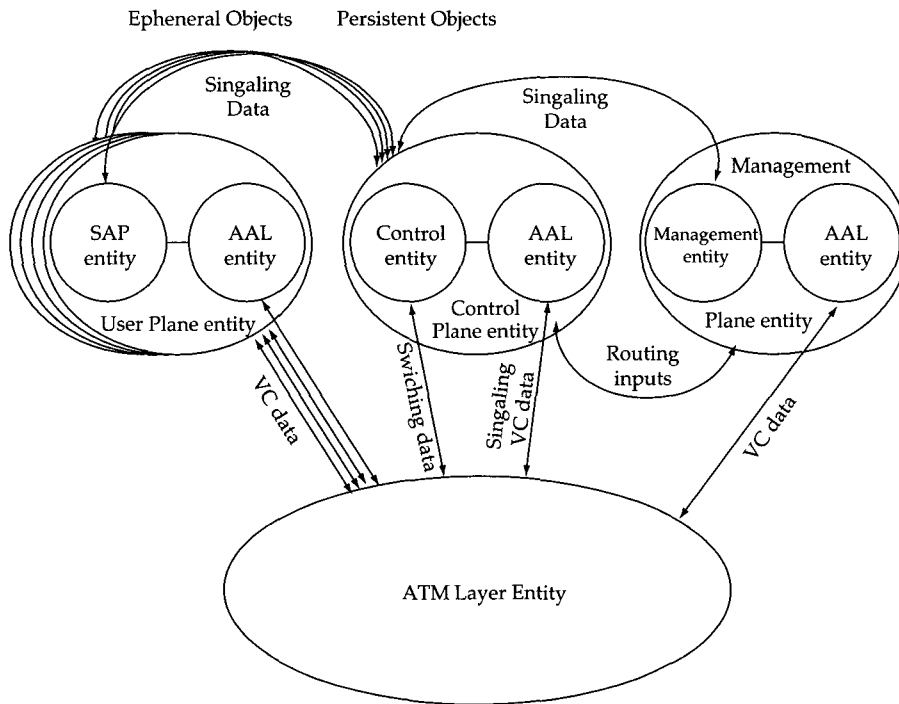 Epheneral Objects
Persistent Objects
Singaling
Data
Singaling
Data
Management
SAP
entity
AAL
entity
Control
entity
AAL
entity
Management
entity
AAL
entity
User Plane entity
Control
Plane entity
Plane entity
Routing
inputs
VC data
Swiching data
Singaling
VC data
VC data
ATM Layer Entity